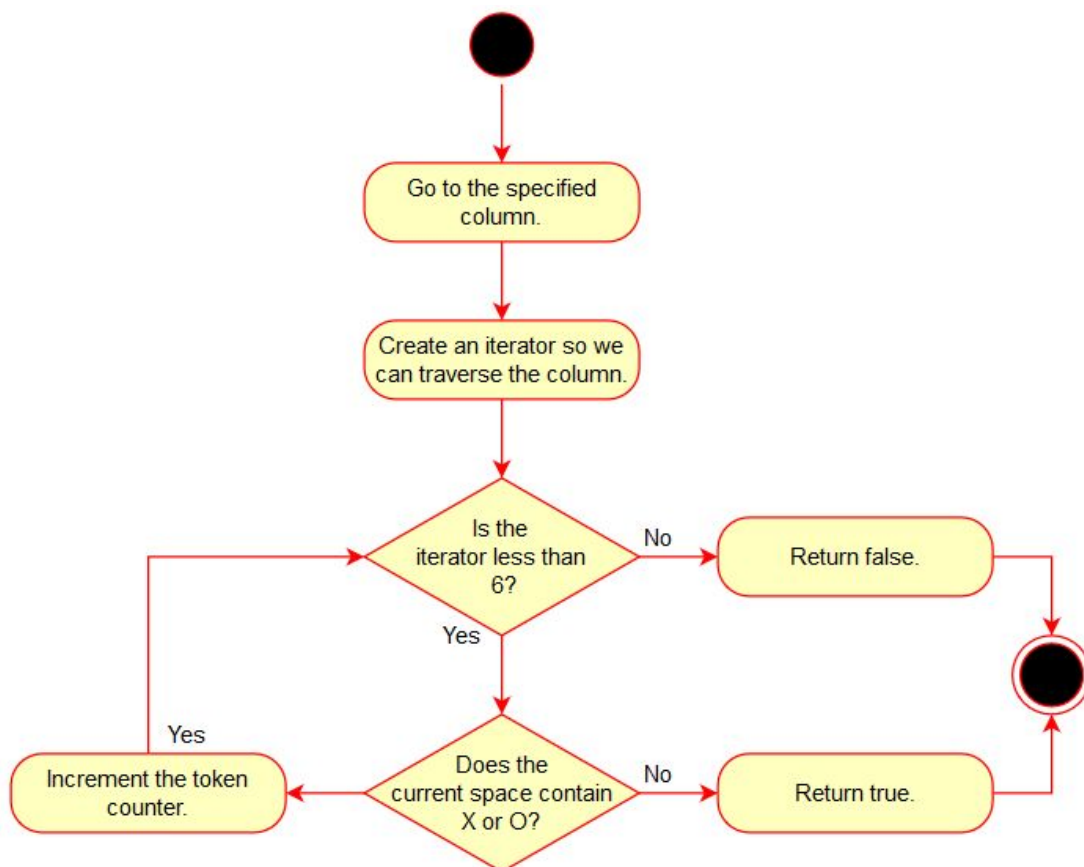 Go to the specified
column.
Create an iterator so we
can traverse the column.
Is the
iterator less than
6?
No
Return false.
Yes
Yes
Increment the token
counter.
Does the
current space contain
X or O?
No
Return true.